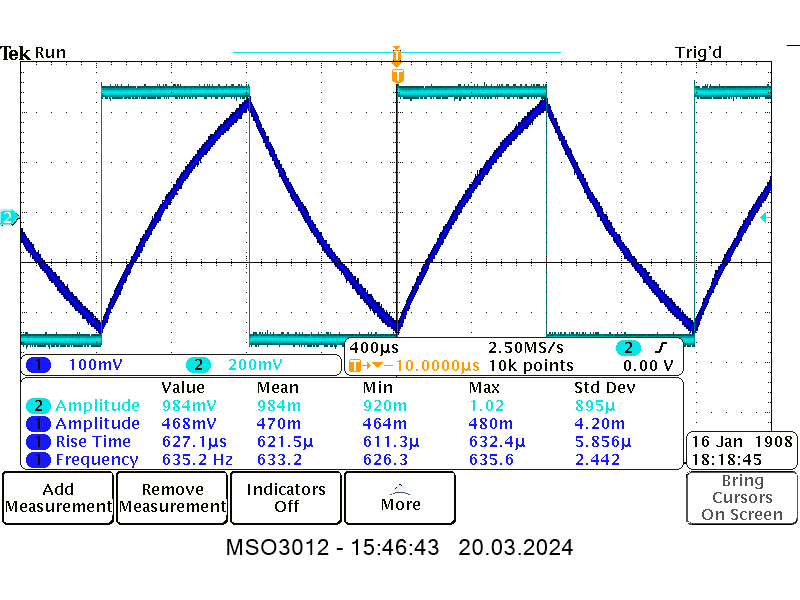 Tek Run Trig'd
T
T
2
400µs 2.50MS/s 2
1 100mV 2 200mV T→▼−10.0000µs 10k points 0.00 V
Value Mean Min Max Std Dev
2 Amplitude 984mV 984m 920m 1.02 895µ
1 Amplitude 468mV 470m 464m 480m 4.20m
1 Rise Time 627.1µs 621.5µ 611.3µ 632.4µ 5.856µ
1 Frequency 635.2 Hz 633.2 626.3 635.6 2.442
16 Jan 1908
18:18:45
Add
Measurement
Remove
Measurement
Indicators
Off
More
Bring
Cursors
On Screen
MSO3012 - 15:46:43 20.03.2024